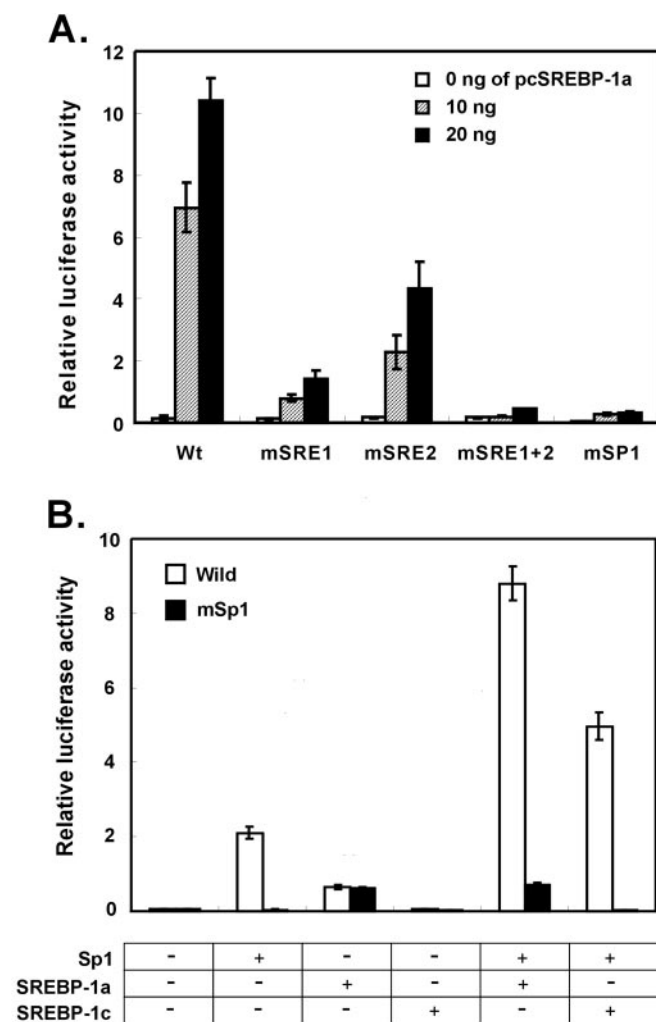 A.
Relative luciferase activity
12
10
8
6
4
2
0
0 ng of pcSREBP-1a
10 ng
20 ng
Wt mSRE1 mSRE2 mSRE1+2 mSP1
B.
Relative luciferase activity
10
8
6
4
2
0
Wild
mSp1
Sp1 - + - - + +
SREBP-1a - - + - + -
SREBP-1c - - - + - +